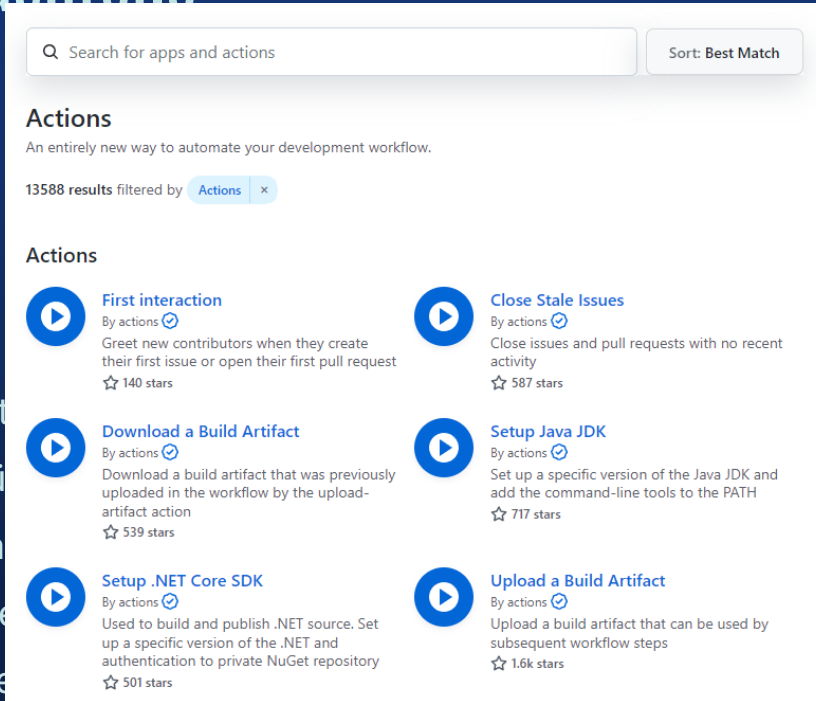 Search for apps and actions
Sort: Best Match
Actions
An entirely new way to automate your development workflow.
13588 results filtered by Actions ×
Actions
First interaction
By actions
Greet new contributors when they create
their first issue or open their first pull request
140 stars
Close Stale Issues
By actions
Close issues and pull requests with no recent
activity
587 stars
Download a Build Artifact
By actions
Download a build artifact that was previously
uploaded in the workflow by the upload-
artifact action
539 stars
Setup Java JDK
By actions
Set up a specific version of the Java JDK and
add the command-line tools to the PATH
717 stars
Setup .NET Core SDK
By actions
Used to build and publish .NET source. Set
up a specific version of the .NET and
authentication to private NuGet repository
501 stars
Upload a Build Artifact
By actions
Upload a build artifact that can be used by
subsequent workflow steps
1.6k stars